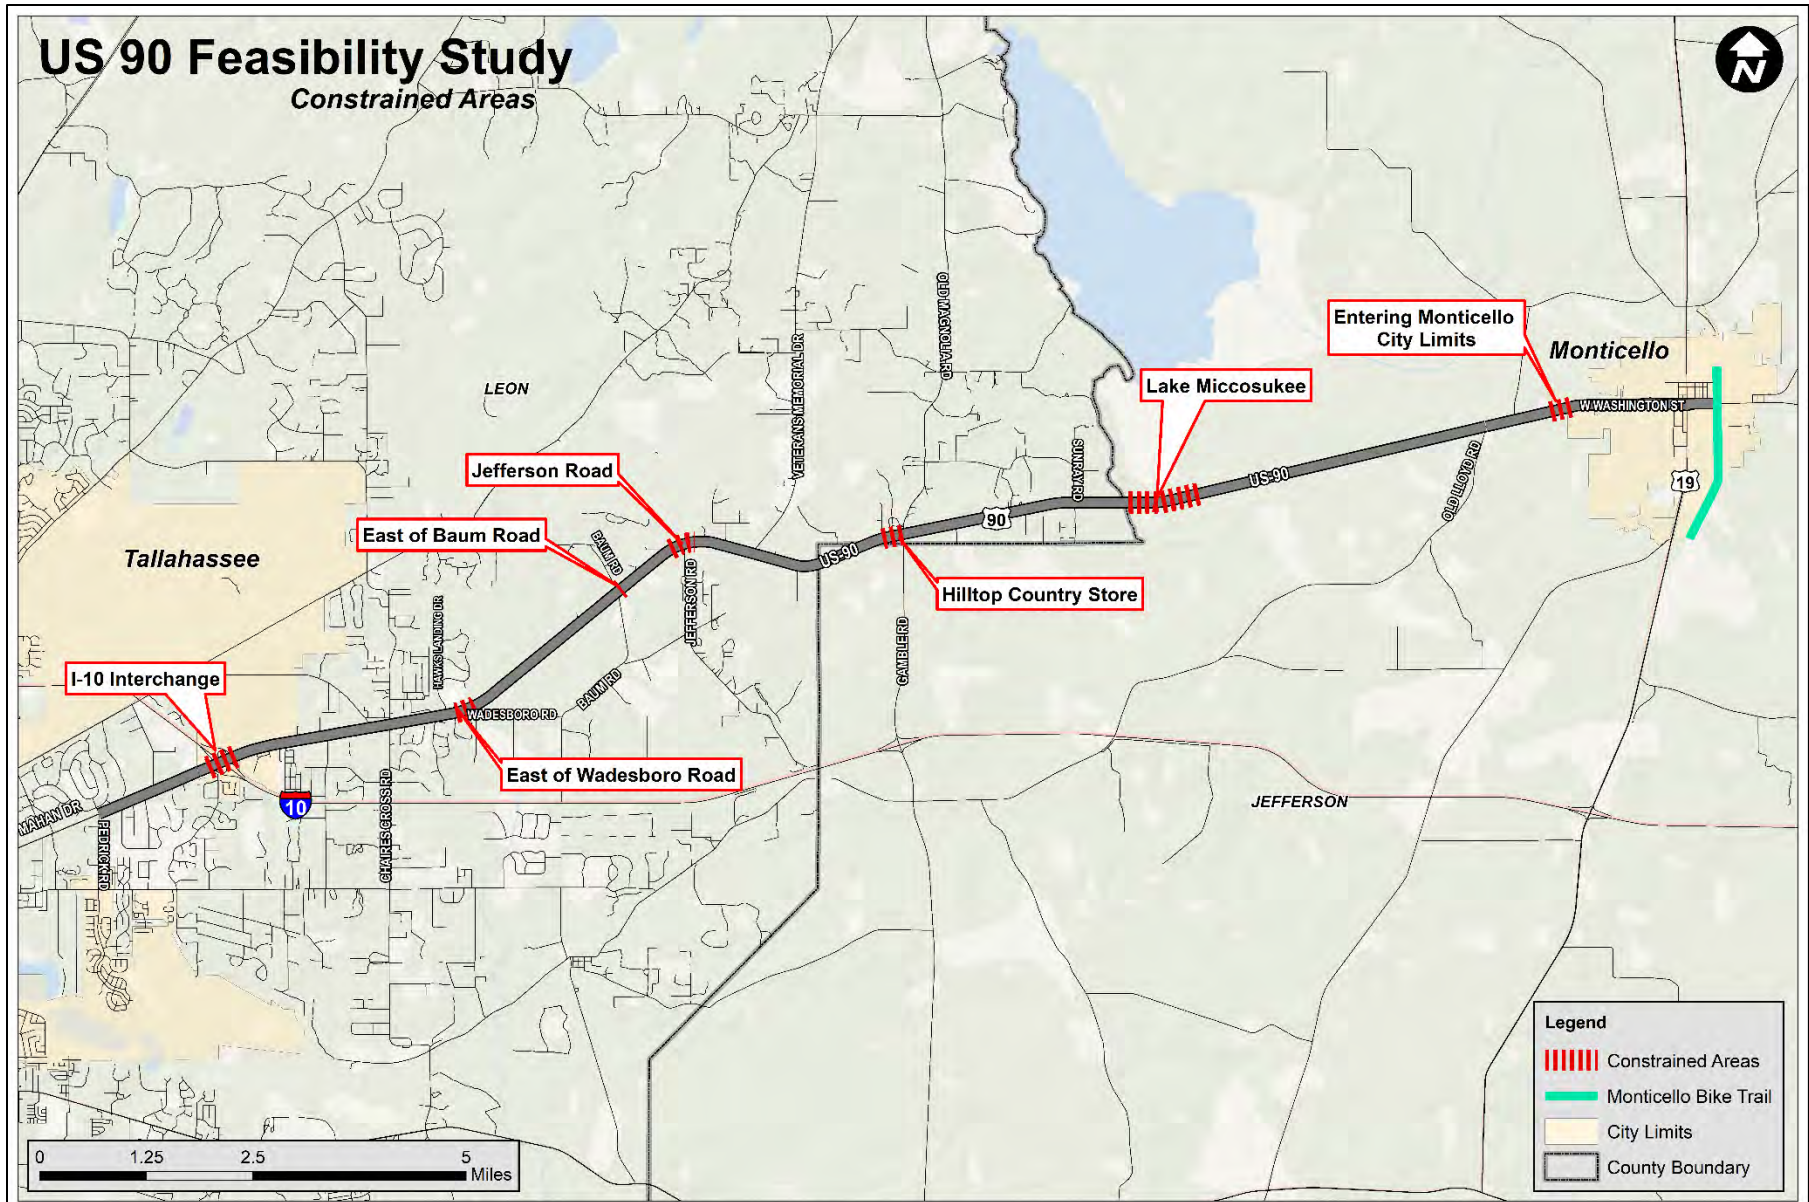 US 90 Feasibility Study
Constrained Areas
N
OLD MAGNOLIA RD
Entering Monticello
City Limits
VETERANS MEMORIAL DR
Monticello
LEON
Lake Miccosukee
W WASHINGTON ST
Jefferson Road
SUNRAY RD
OLD LLOYD RD
US-90
19
90
East of Baum Road
BAUM RD
US-90
Tallahassee
JEFFERSON RD
Hilltop Country Store
HAWKS LANDING DR
GAMBLE RD
I-10 Interchange
BAUM RD
WADESBORO RD
East of Wadesboro Road
10
CHAIRES CROSS RD
JEFFERSON
MAHAN DR
PEDRICK RD
Legend
Constrained Areas
Monticello Bike Trail
City Limits
County Boundary
0 1.25 2.5 5
Miles